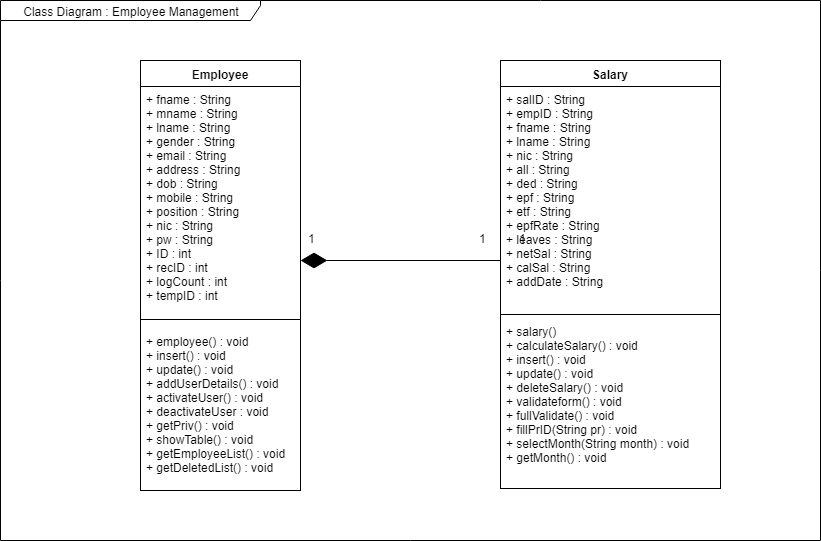 Class Diagram : Employee Management
Employee
+ fname : String
+ mname : String
+ lname : String
+ gender : String
+ email : String
+ address : String
+ dob : String
+ mobile : String
+ position : String
+ nic : String
+ pw : String
+ ID : int
+ recID : int
+ logCount : int
+ tempID : int
+ employee() : void
+ insert() : void
+ update() : void
+ addUserDetails() : void
+ activateUser() : void
+ deactivateUser : void
+ getPriv() : void
+ showTable() : void
+ getEmployeeList() : void
+ getDeletedList() : void
1
1
Salary
+ salID : String
+ empID : String
+ fname : String
+ lname : String
+ nic : String
+ all : String
+ ded : String
+ epf : String
+ etf : String
+ epfRate : String
+ leaves : String
+ netSal : String
+ calSal : String
+ addDate : String
+ salary()
+ calculateSalary() : void
+ insert() : void
+ update() : void
+ deleteSalary() : void
+ validateform() : void
+ fullValidate() : void
+ fillPrID(String pr) : void
+ selectMonth(String month) : void
+ getMonth() : void